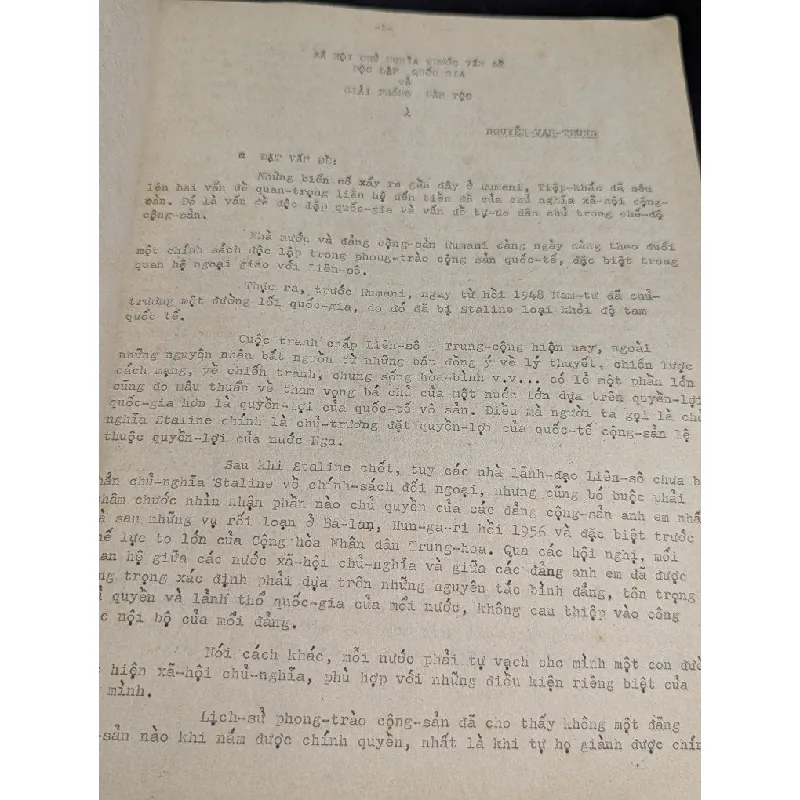 -1-
XÃ HỘI CHỦ NGHĨA TRƯỚC VẤN ĐỀ
ĐỘC LẬP QUỐC GIA
VÀ
GIẢI PHÓNG DÂN TỘC
NGUYỄN-VĂN-TRUNG
ĐẶT VẤN ĐỀ:
Những biến cố xẩy ra gần đây ở Rumani, Tiệp-Khắc đã nêu
lên hai vấn đề quan-trọng liên hệ đến bản đề của chủ nghĩa xã-hội cộng-
sản. Đó là vấn đề độc lập quốc-gia và vấn đề tự-do dân chủ trong chế-độ
cộng-sản.
Nhà nước và đảng cộng-sản Rumani càng ngày càng theo đuổi
một chính sách độc lập trong phong-trào cộng sản quốc-tế, đặc biệt trong
quan hệ ngoại giao với Liên-sô.
Thực ra, trước Rumani, ngay từ hồi 1948 Nam-tư đã chủ-
trương một đường lối quốc-gia, do đó đã bị Staline loại khỏi đệ tam
quốc tế.
Cuộc tranh chấp Liên-sô - Trung-cộng hiện nay, ngoài
những nguyên nhân bắt nguồn từ những bất đồng ý về lý thuyết, chiến lược
cách mạng, về chiến tranh, chung sống hòa-bình v.v... có lẽ một phần lớn
cũng do mâu thuẫn về tham vọng bá chủ của một nước lớn dựa trên quyền-lợi
quốc-gia hơn là quyền-lợi của quốc-tế vô sản. Điều mà người ta gọi là chủ
nghĩa Staline chính là chủ-trương đặt quyền-lợi của quốc-tế cộng-sản lệ
thuộc quyền-lợi của nước Nga.
Sau khi Staline chết, tuy các nhà lãnh-đạo Liên-sô chưa b
hẳn chủ-nghĩa Staline về chính-sách đối ngoại, nhưng cũng bó buộc phải
châm chước nhìn nhận phần nào chủ quyền của các đảng cộng-sản anh em nhất
là sau những vụ rối loạn ở Ba-lan, Hun-ga-ri hồi 1956 và đặc biệt trước
hế lực to lớn của Cộng hòa Nhân dân Trung-hoa. Qua các hội nghị, mối
an hệ giữa các nước xã-hội chủ-nghĩa và giữa các đảng anh em đã được
ng trọng xác định phải dựa trên những nguyên tắc bình đẳng, tôn trọng
ủ quyền và lãnh thổ quốc-gia của mỗi nước, không can thiệp vào công
c nội bộ của mỗi đảng.
Nói cách khác, mỗi nước phải tự vạch cho mình một con đườ
c hiện xã-hội chủ-nghĩa, phù hợp với những điều kiện riêng biệt của
mình.
Lịch-sử phong-trào cộng-sản đã cho thấy không một đảng
-sản nào khi nắm được chính quyền, nhất là khi tự họ giành được chín